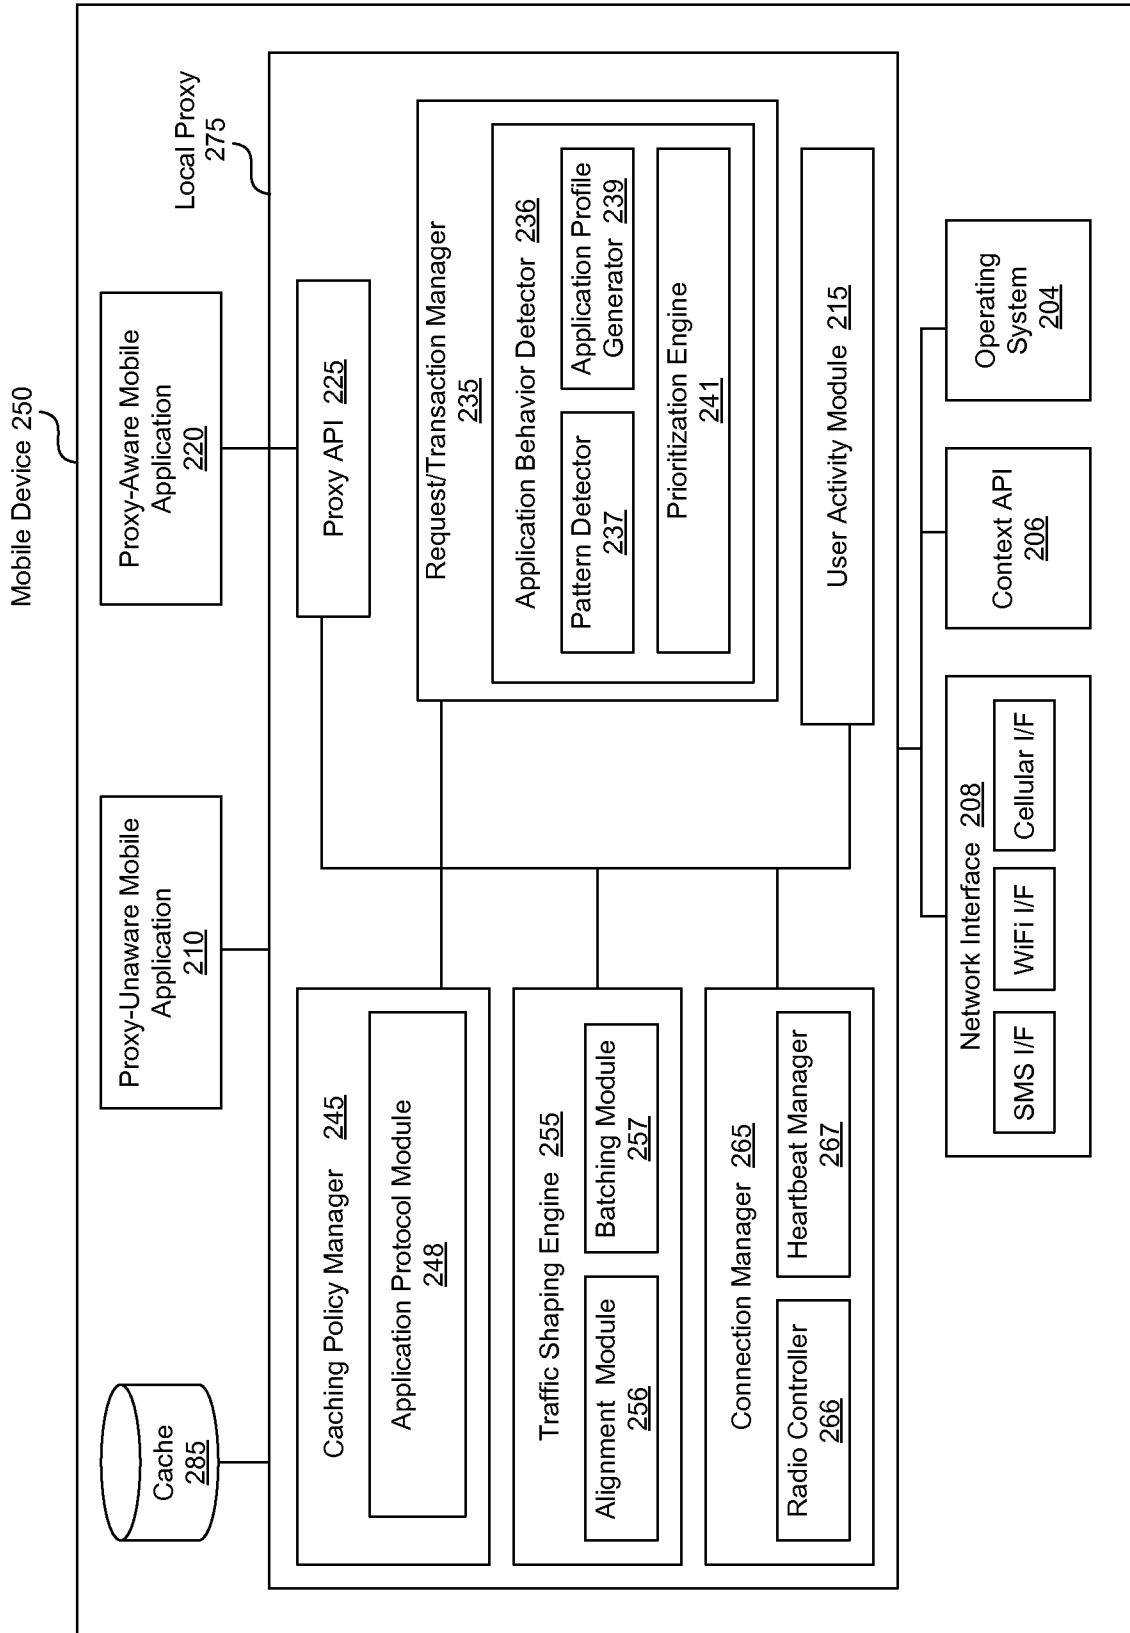 Mobile Device 250
Cache
285
Proxy-Unaware Mobile
Application
210
Proxy-Aware Mobile
Application
220
Local Proxy
275
Caching Policy Manager 245
Application Protocol Module
248
Proxy API 225
Traffic Shaping Engine 255
Alignment Module
256
Batching Module
257
Request/Transaction Manager
235
Application Behavior Detector 236
Pattern Detector
237
Application Profile
Generator 239
Prioritization Engine
241
Connection Manager 265
Radio Controller
266
Heartbeat Manager
267
User Activity Module 215
Network Interface 208
SMS I/F
WiFi I/F
Cellular I/F
Context API
206
Operating
System
204